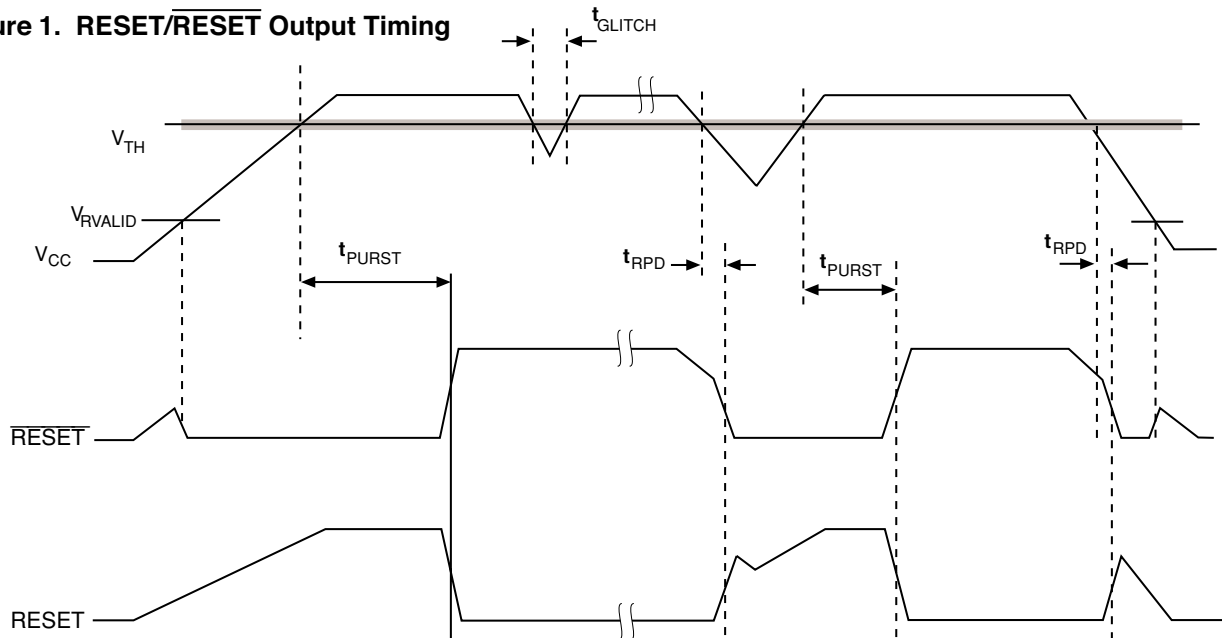 ure 1. RESET/RESET Output Timing
tGLITCH
VTH
VRVALID
VCC
tPURST
tRPD
tPURST
tRPD
RESET
RESET